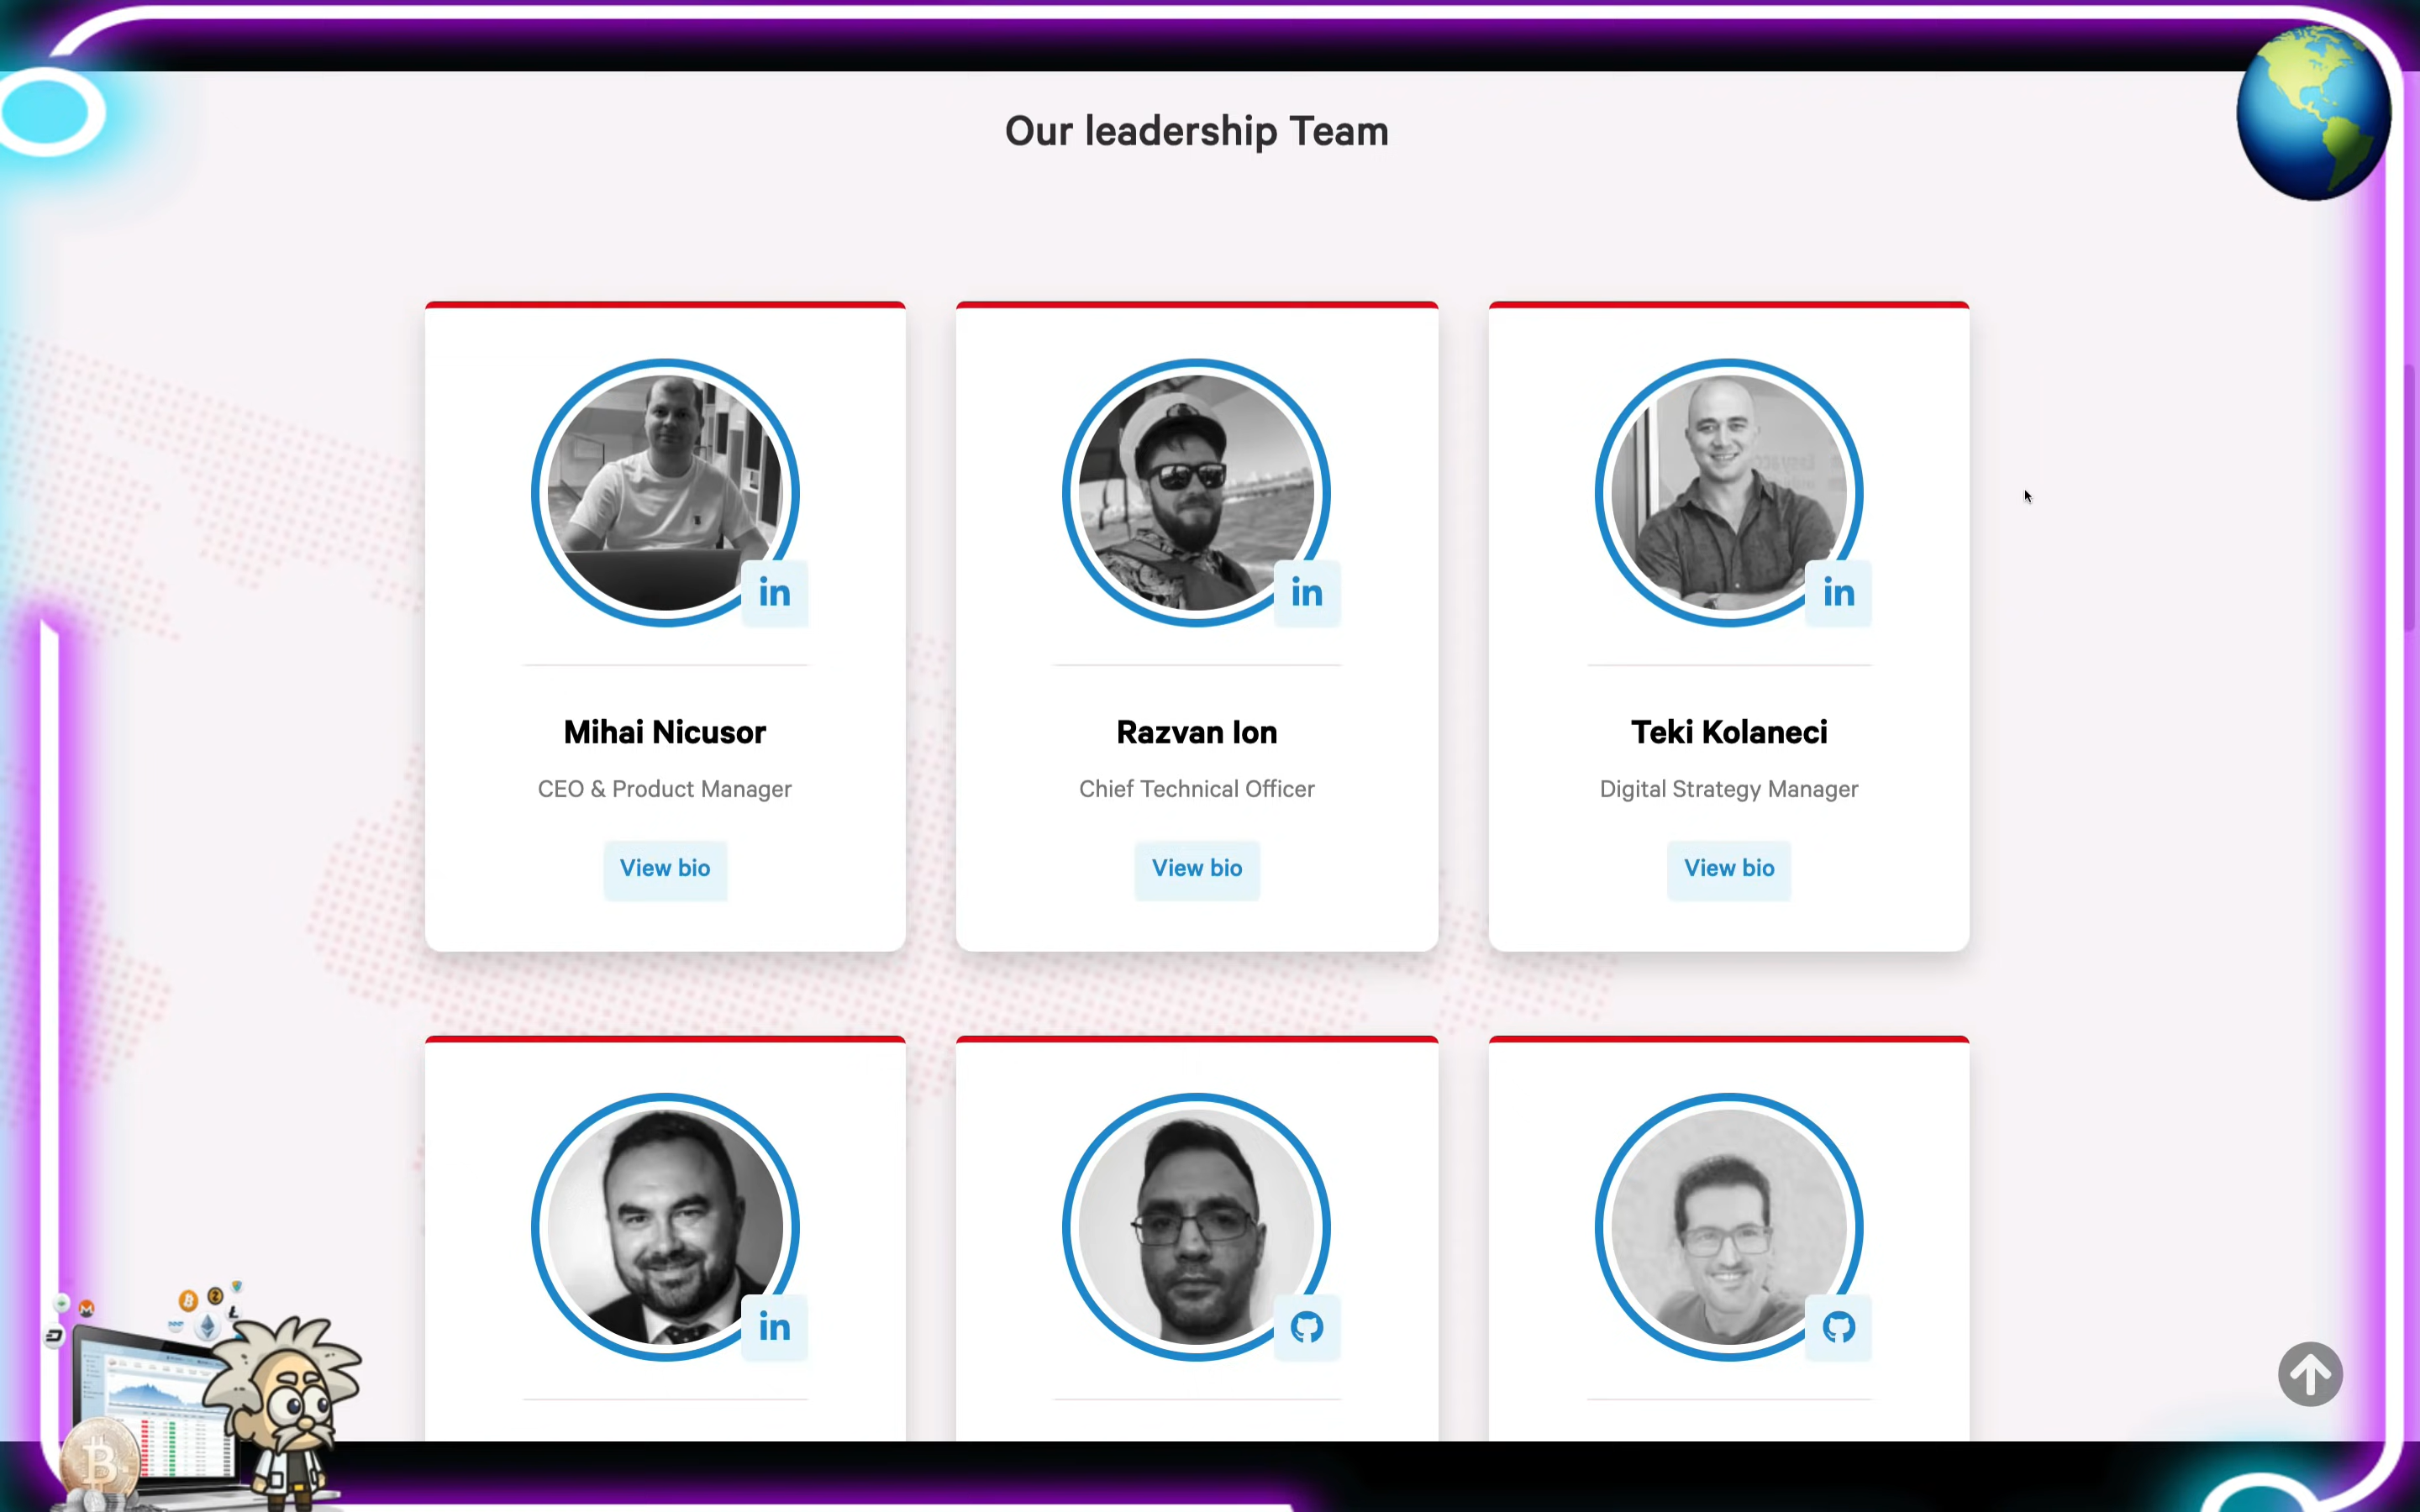 Our leadership Team
in
in
in
Mihai Nicusor
Razvan Ion
Teki Kolaneci
CEO & Product Manager
Chief Technical Officer
Digital Strategy Manager
View bio
View bio
View bio
in